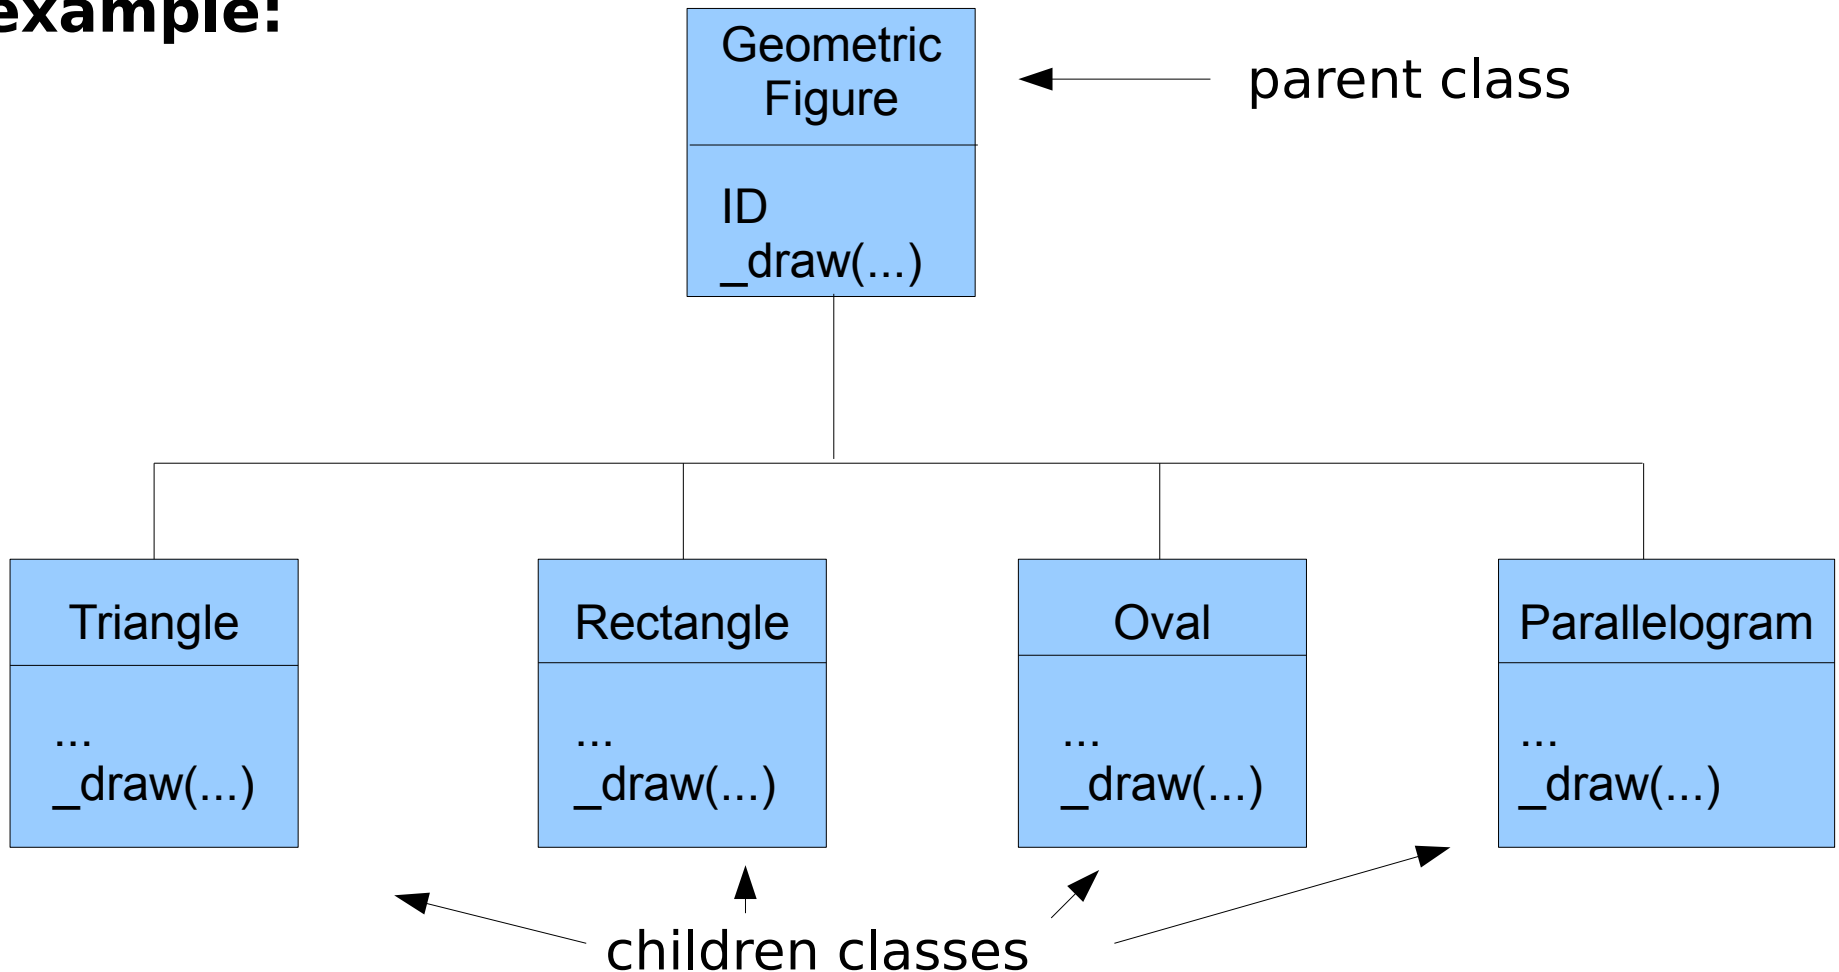 example:
Geometric
Figure
ID
_draw(...)
parent class
Triangle
...
_draw(...)
Rectangle
...
_draw(...)
Oval
...
_draw(...)
Parallelogram
...
_draw(...)
children classes